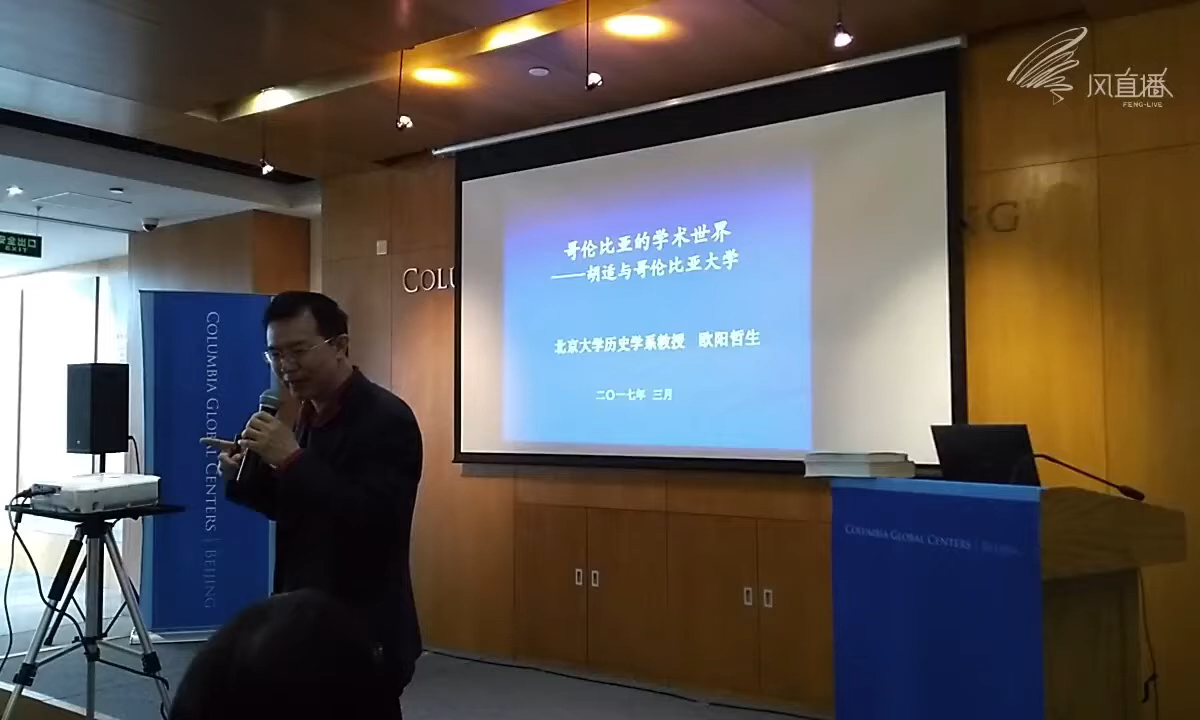 风直播
FENG-LIVE
安全出口
EXIT
COLU
NG
哥伦比亚的学术世界
——胡适与哥伦比亚大学
北京大学历史学系教授 欧阳哲生
二〇一七年 三月
COLUMBIA GLOBAL CENTERS | BEIJING
COLUMBIA GLOBAL CENTERS | BEIJING